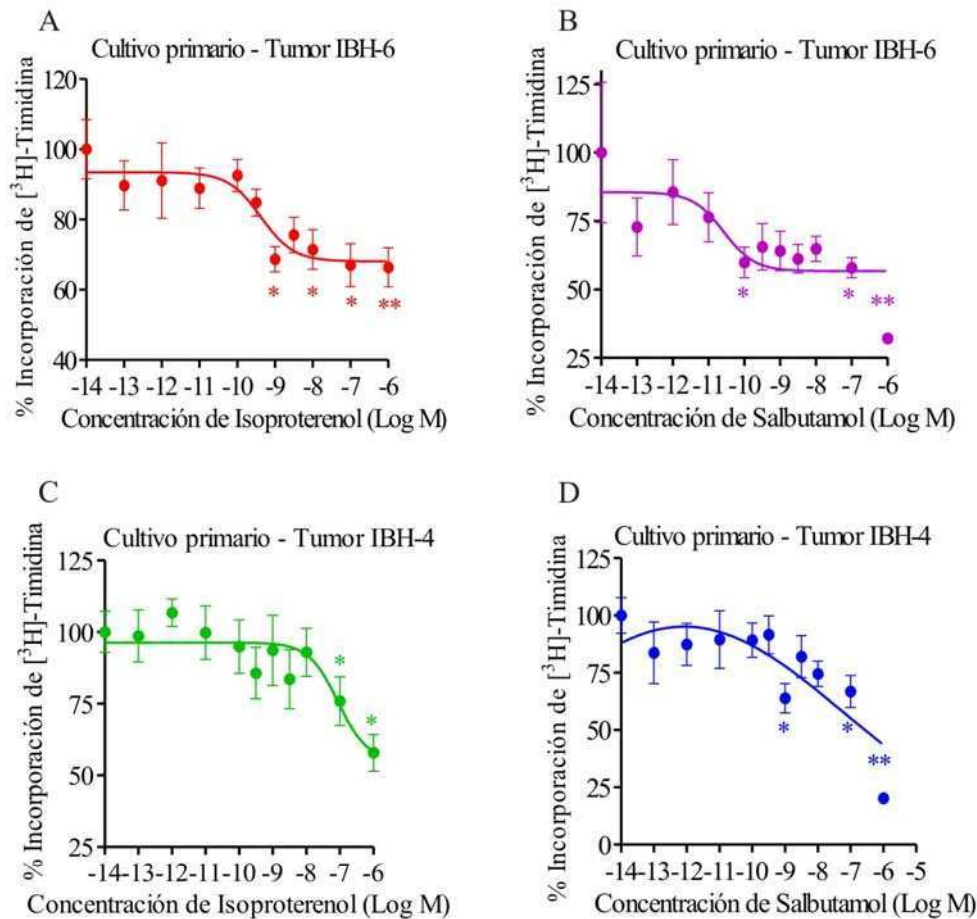 A
Cultivo primario - Tumor IBH-6
% Incorporación de [³H]-Timidina
120
100
80
60
40
* * * **
-14 -13 -12 -11 -10 -9 -8 -7 -6
Concentración de Isoproterenol (Log M)
B
Cultivo primario - Tumor IBH-6
% Incorporación de [³H]-Timidina
125
100
75
50
25
* * **
-14 -13 -12 -11 -10 -9 -8 -7 -6
Concentración de Salbutamol (Log M)
C
Cultivo primario - Tumor IBH-4
% Incorporación de [³H]-Timidina
125
100
75
50
25
* *
-14 -13 -12 -11 -10 -9 -8 -7 -6
Concentración de Isoproterenol (Log M)
D
Cultivo primario - Tumor IBH-4
% Incorporación de [³H]-Timidina
125
100
75
50
25
0
* * **
-14 -13 -12 -11 -10 -9 -8 -7 -6 -5
Concentración de Salbutamol (Log M)